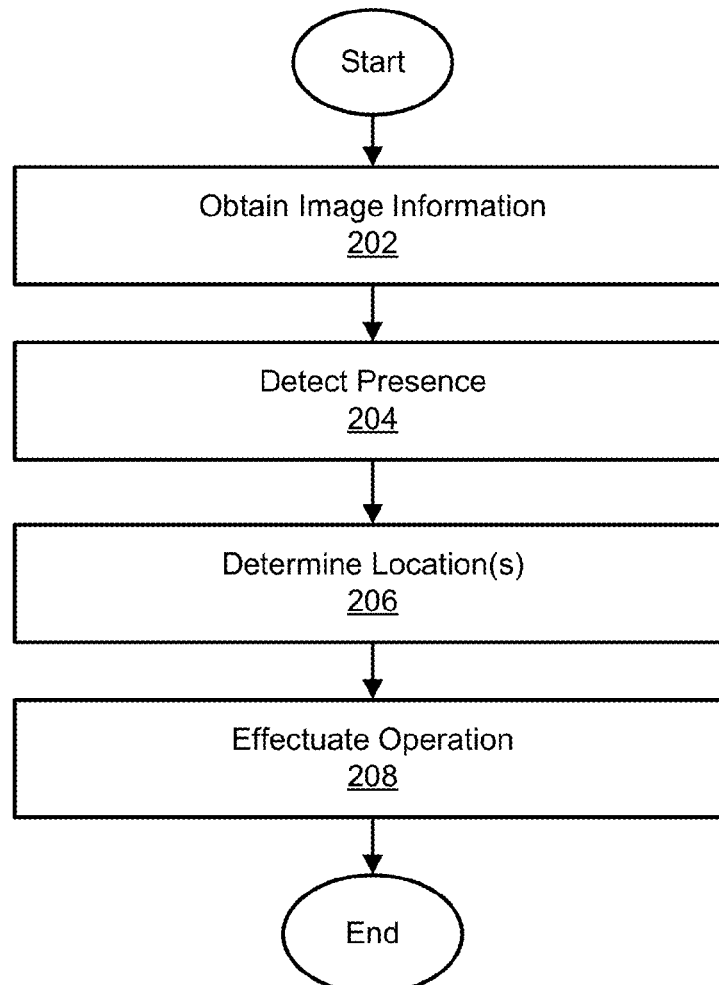 Start
Obtain Image Information
202
Detect Presence
204
Determine Location(s)
206
Effectuate Operation
208
End